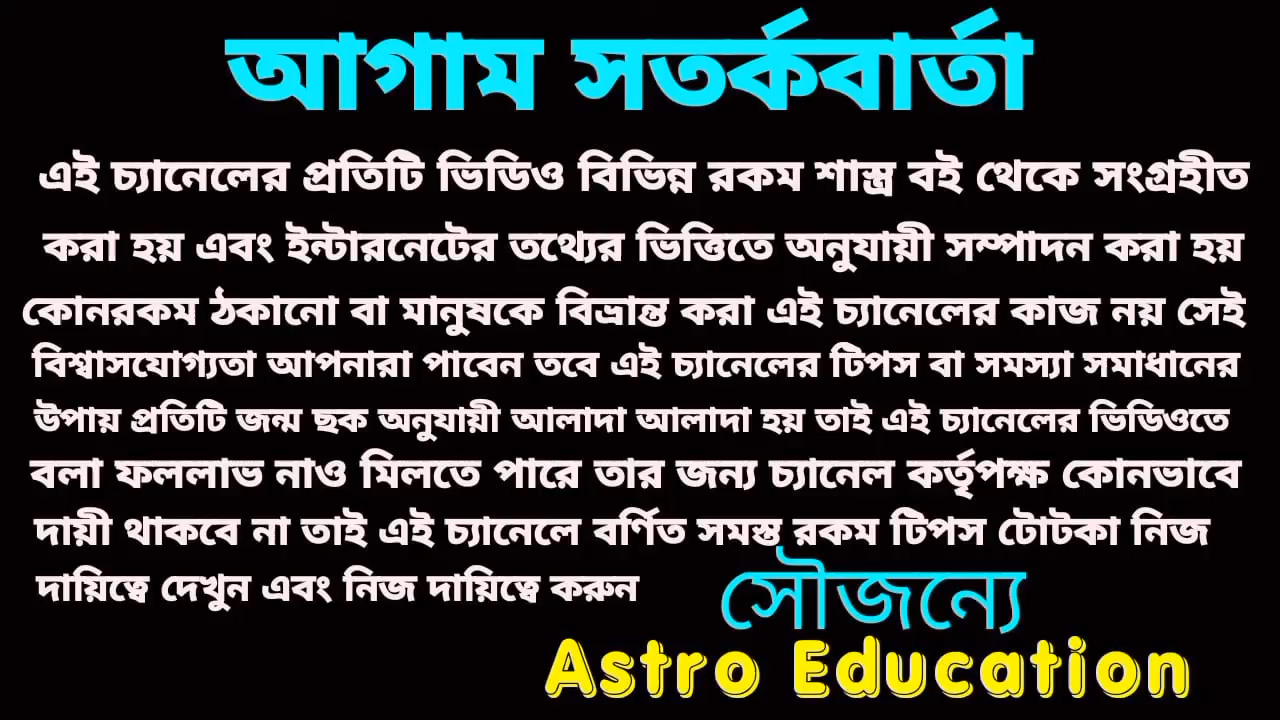 আগাম সতর্কবার্তা
এই চ্যানেলের প্রতিটি ভিডিও বিভিন্ন রকম শাস্ত্র বই থেকে সংগ্রহীত
করা হয় এবং ইন্টারনেটের তথ্যের ভিত্তিতে অনুযায়ী সম্পাদন করা হয়
কোনরকম ঠকানো বা মানুষকে বিভ্রান্ত করা এই চ্যানেলের কাজ নয় সেই
বিশ্বাসযোগ্যতা আপনারা পাবেন তবে এই চ্যানেলের টিপস বা সমস্যা সমাধানের
উপায় প্রতিটি জন্ম ছক অনুযায়ী আলাদা আলাদা হয় তাই এই চ্যানেলের ভিডিওতে
বলা ফললাভ নাও মিলতে পারে তার জন্য চ্যানেল কর্তৃপক্ষ কোনভাবে
দায়ী থাকবে না তাই এই চ্যানেলে বর্ণিত সমস্ত রকম টিপস টোটকা নিজ
দায়িত্বে দেখুন এবং নিজ দায়িত্বে করুন
সৌজন্যে
Astro Education